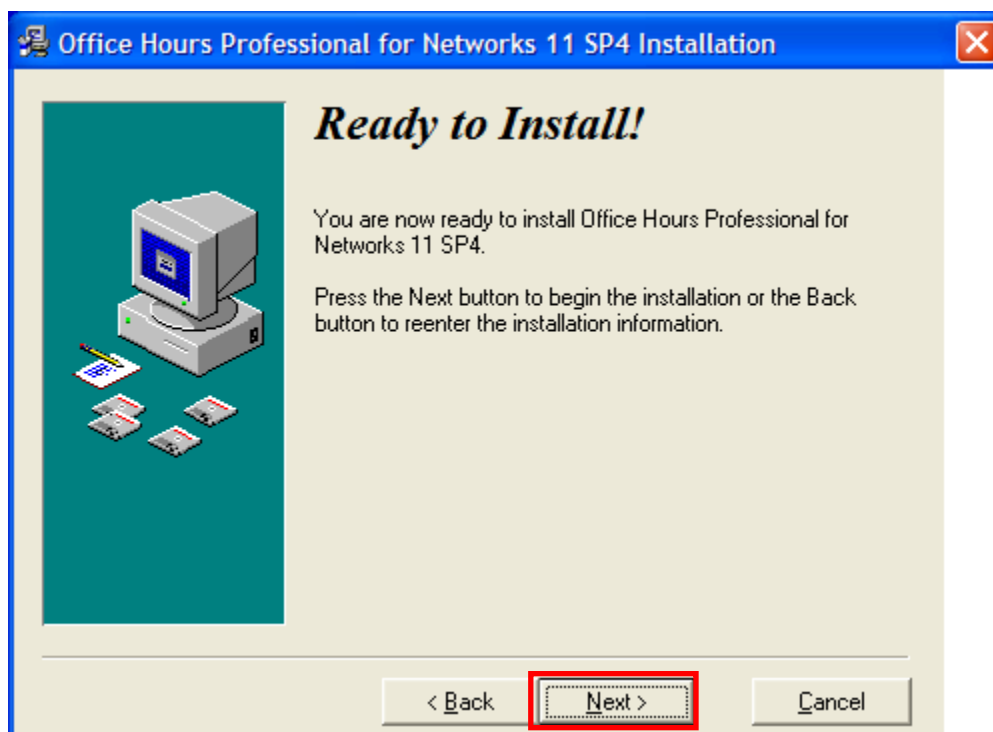 Office Hours Professional for Networks 11 SP4 Installation
Ready to Install!
You are now ready to install Office Hours Professional for
Networks 11 SP4.
Press the Next button to begin the installation or the Back
button to reenter the installation information.
< Back
Next >
Cancel